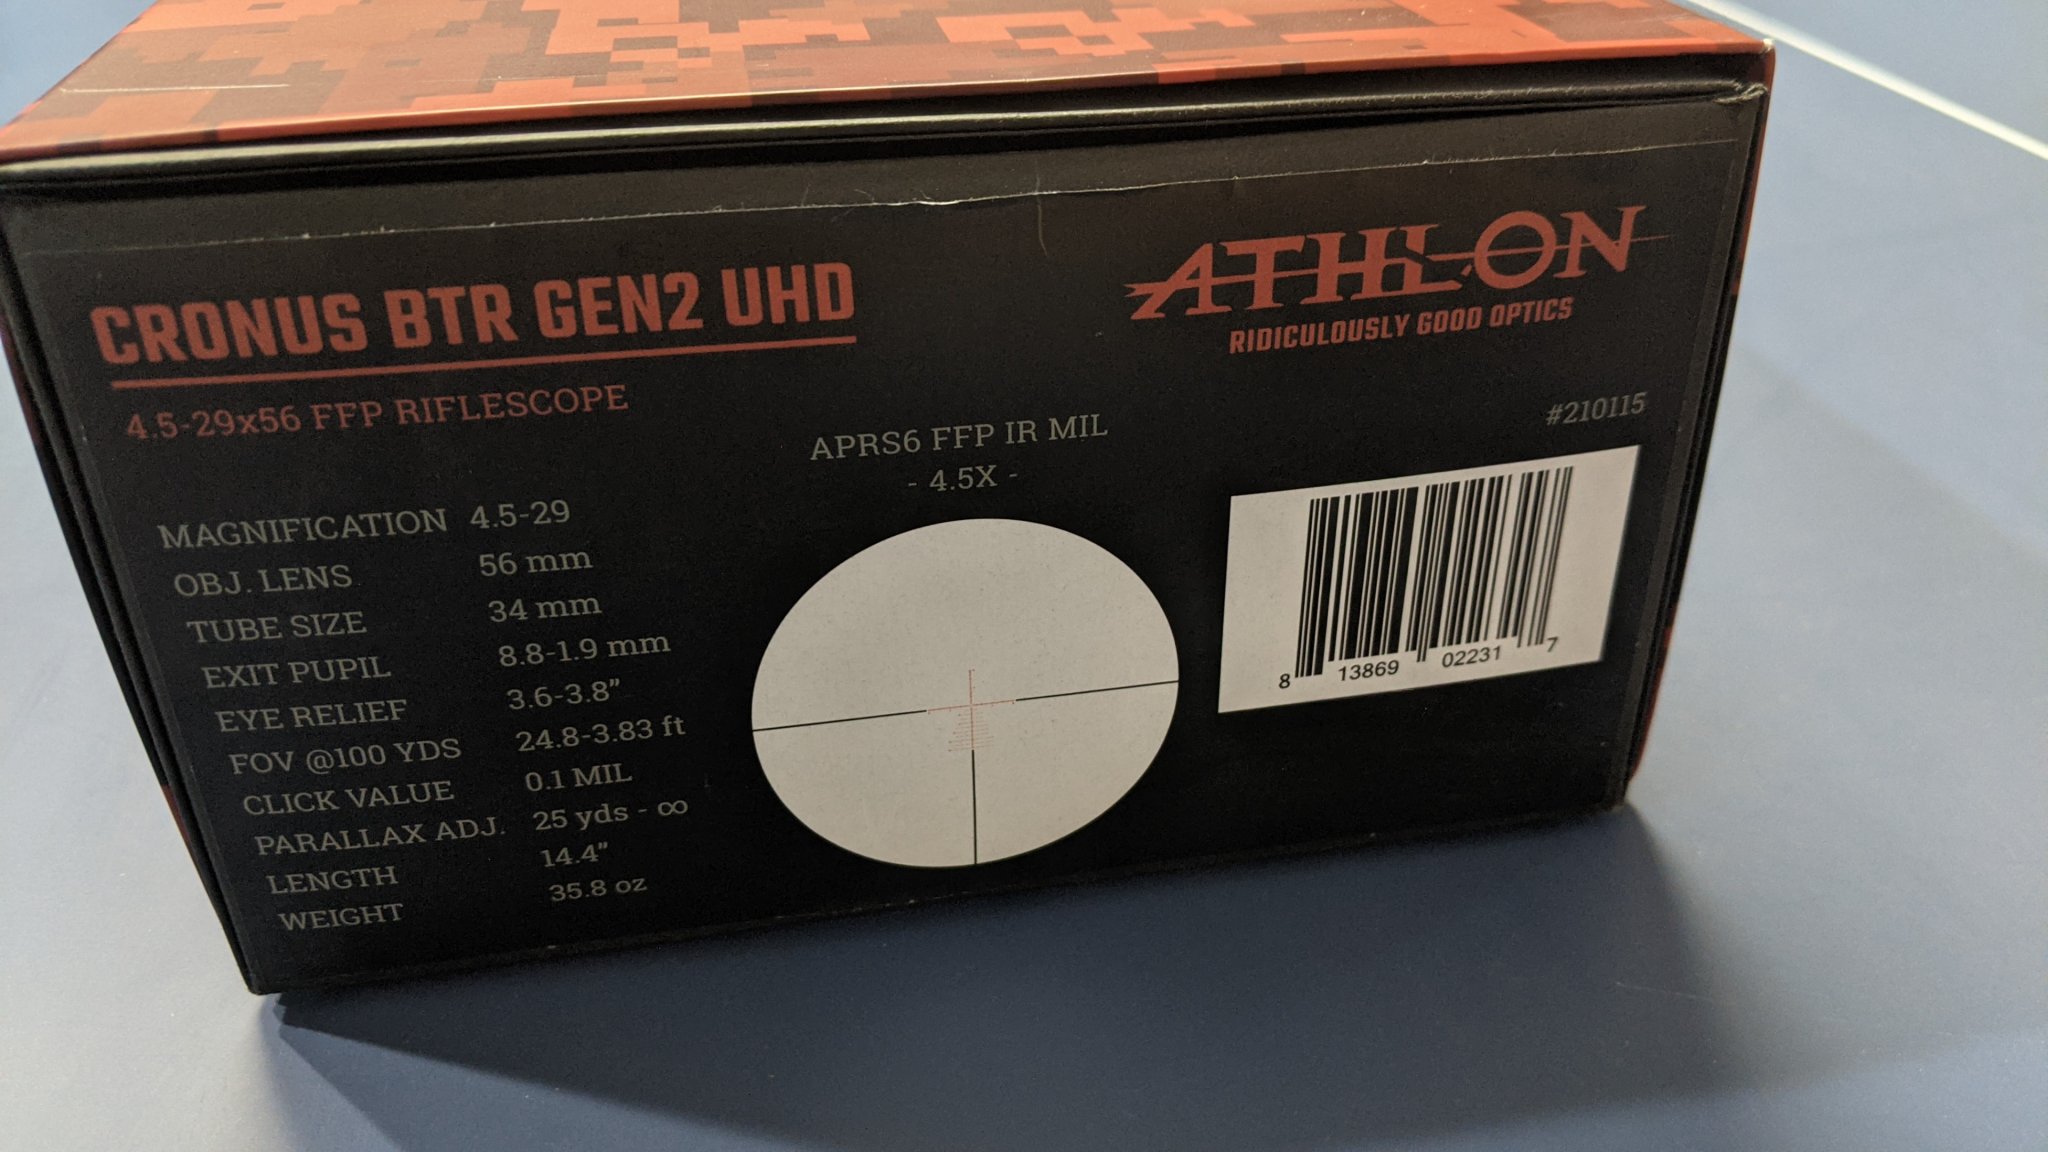 CRONUS BTR GEN2 UHD
4.5-29x56 FFP RIFLESCOPE
MAGNIFICATION 4.5-29
OBJ. LENS 56 mm
TUBE SIZE 34 mm
EXIT PUPIL 8.8-1.9 mm
EYE RELIEF 3.6-3.8"
FOV @100 YDS 24.8-3.83 ft
CLICK VALUE 0.1 MIL
PARALLAX ADJ. 25 yds - ∞
LENGTH 14.4"
WEIGHT 35.8 oz
APRS6 FFP IR MIL
- 4.5X -
ATHLON
RIDICULOUSLY GOOD OPTICS
#210115
8 13869 02231 7